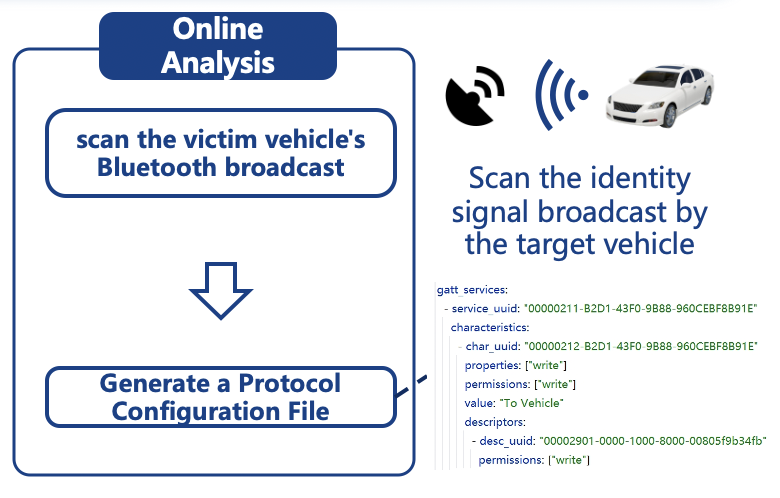 Online
Analysis
scan the victim vehicle's
Bluetooth broadcast
Generate a Protocol
Configuration File
Scan the identity
signal broadcast by
the target vehicle
gatt_services:
- service_uuid: "00000211-B2D1-43F0-9B88-960CEBF8B91E"
characteristics:
- char_uuid: "00000212-B2D1-43F0-9B88-960CEBF8B91E"
properties: ["write"]
permissions: ["write"]
value: "To Vehicle"
descriptors:
- desc_uuid: "00002901-0000-1000-8000-00805f9b34fb"
permissions: ["write"]